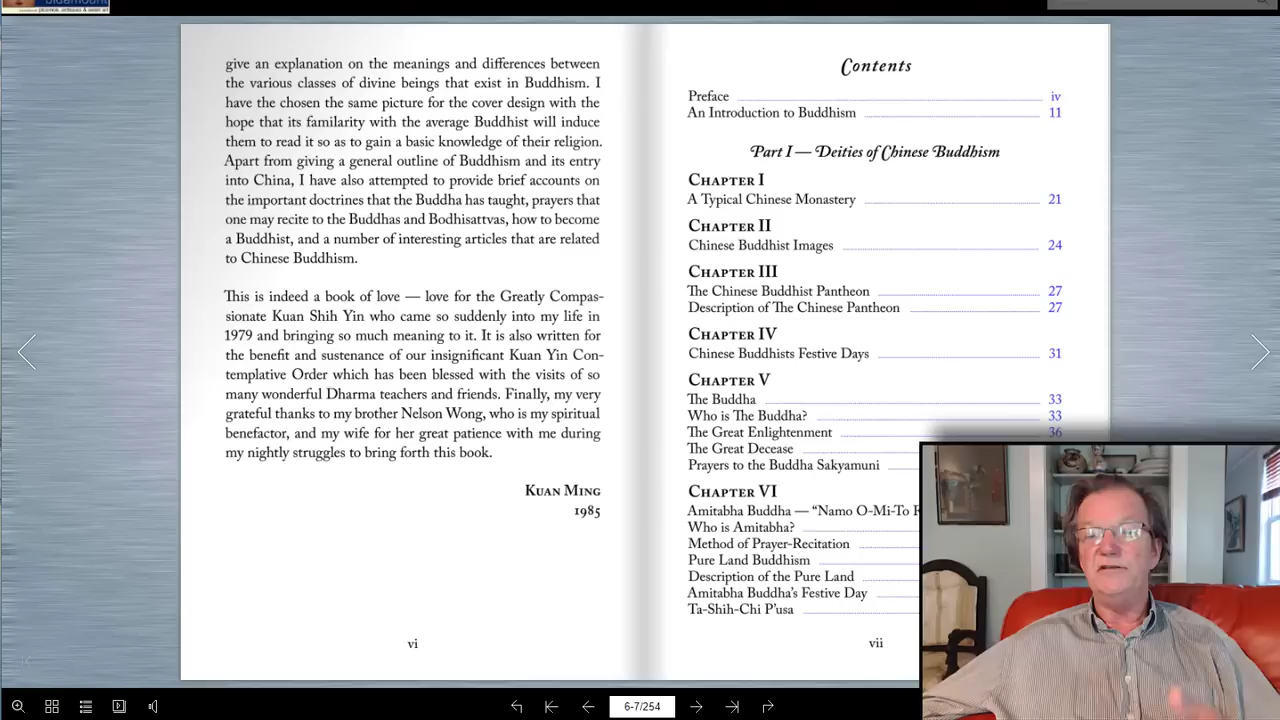 give an explanation on the meanings and differences between
the various classes of divine beings that exist in Buddhism. I
have the chosen the same picture for the cover design with the
hope that its familarity with the average Buddhist will induce
them to read it so as to gain a basic knowledge of their religion.
Apart from giving a general outline of Buddhism and its entry
into China, I have also attempted to provide brief accounts on
the important doctrines that the Buddha has taught, prayers that
one may recite to the Buddhas and Bodhisattvas, how to become
a Buddhist, and a number of interesting articles that are related
to Chinese Buddhism.
This is indeed a book of love — love for the Greatly Compas-
sionate Kuan Shih Yin who came so suddenly into my life in
1979 and bringing so much meaning to it. It is also written for
the benefit and sustenance of our insignificant Kuan Yin Con-
templative Order which has been blessed with the visits of so
many wonderful Dharma teachers and friends. Finally, my very
grateful thanks to my brother Nelson Wong, who is my spiritual
benefactor, and my wife for her great patience with me during
my nightly struggles to bring forth this book.
Kuan Ming
1985
vi
Contents
Preface iv
An Introduction to Buddhism 11
Part I — Deities of Chinese Buddhism
Chapter I
A Typical Chinese Monastery 21
Chapter II
Chinese Buddhist Images 24
Chapter III
The Chinese Buddhist Pantheon 27
Description of The Chinese Pantheon 27
Chapter IV
Chinese Buddhists Festive Days 31
Chapter V
The Buddha 33
Who is The Buddha? 33
The Great Enlightenment 36
The Great Decease
Prayers to the Buddha Sakyamuni
Chapter VI
Amitabha Buddha — “Namo O-Mi-To F
Who is Amitabha?
Method of Prayer-Recitation
Pure Land Buddhism
Description of the Pure Land
Amitabha Buddha’s Festive Day
Ta-Shih-Chi P’usa
vii
6-7/254